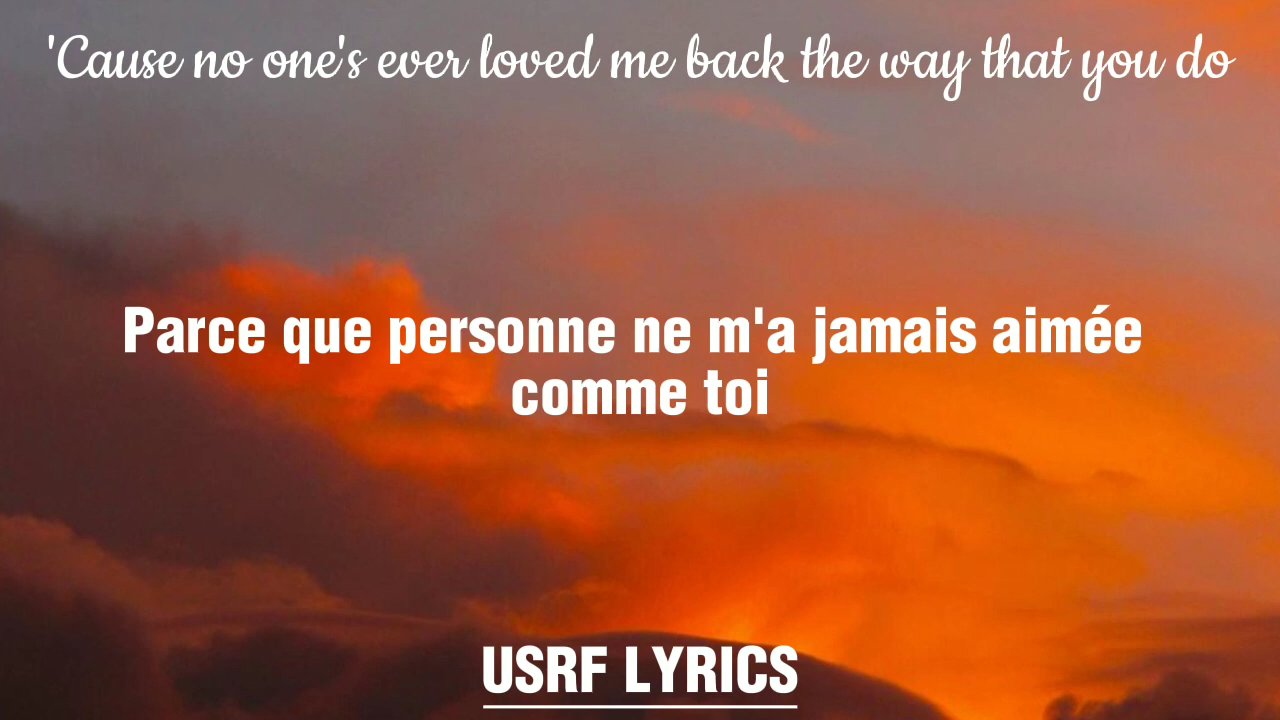 'Cause no one's ever loved me back the way that you do
Parce que personne ne m'a jamais aimée
comme toi
USRF LYRICS